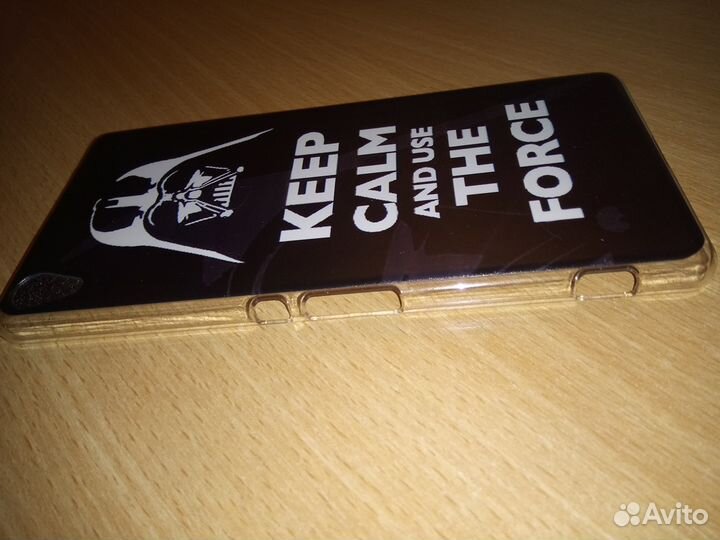 KEEP
CALM
AND USE
THE
FORCE
Avito